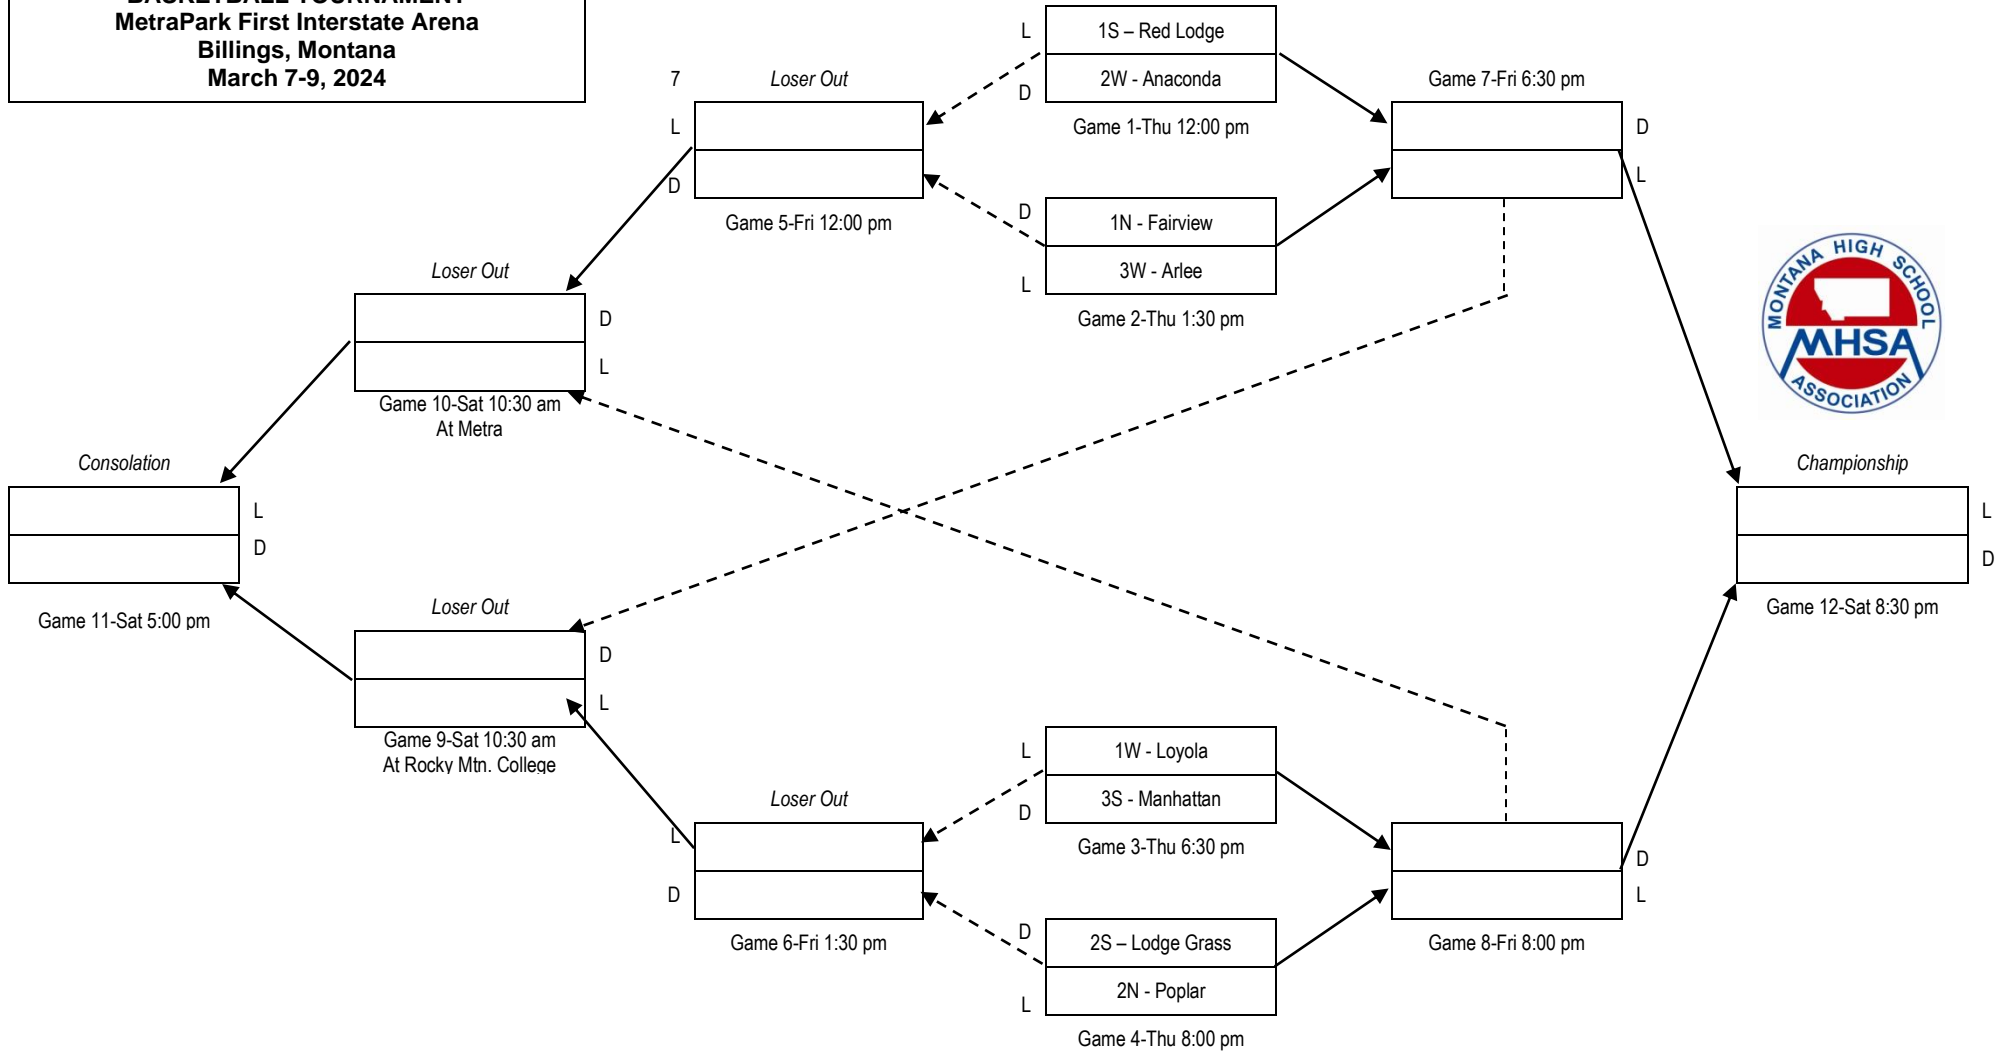 BASKETBALL TOURNAMENT
MetraPark First Interstate Arena
Billings, Montana
March 7-9, 2024
L
1S – Red Lodge
7
Loser Out
2W - Anaconda
D
Game 7-Fri 6:30 pm
L
Game 1-Thu 12:00 pm
D
D
D
1N - Fairview
L
Game 5-Fri 12:00 pm
3W - Arlee
L
Game 2-Thu 1:30 pm
Loser Out
D
L
Game 10-Sat 10:30 am
At Metra
MONTANA HIGH SCHOOL
MHSA
ASSOCIATION
Consolation
L
D
Game 11-Sat 5:00 pm
Championship
L
D
Game 12-Sat 8:30 pm
Loser Out
D
L
Game 9-Sat 10:30 am
At Rocky Mtn. College
L
1W - Loyola
3S - Manhattan
D
Game 3-Thu 6:30 pm
Loser Out
L
D
Game 6-Fri 1:30 pm
D
2S – Lodge Grass
2N - Poplar
L
Game 4-Thu 8:00 pm
D
L
Game 8-Fri 8:00 pm